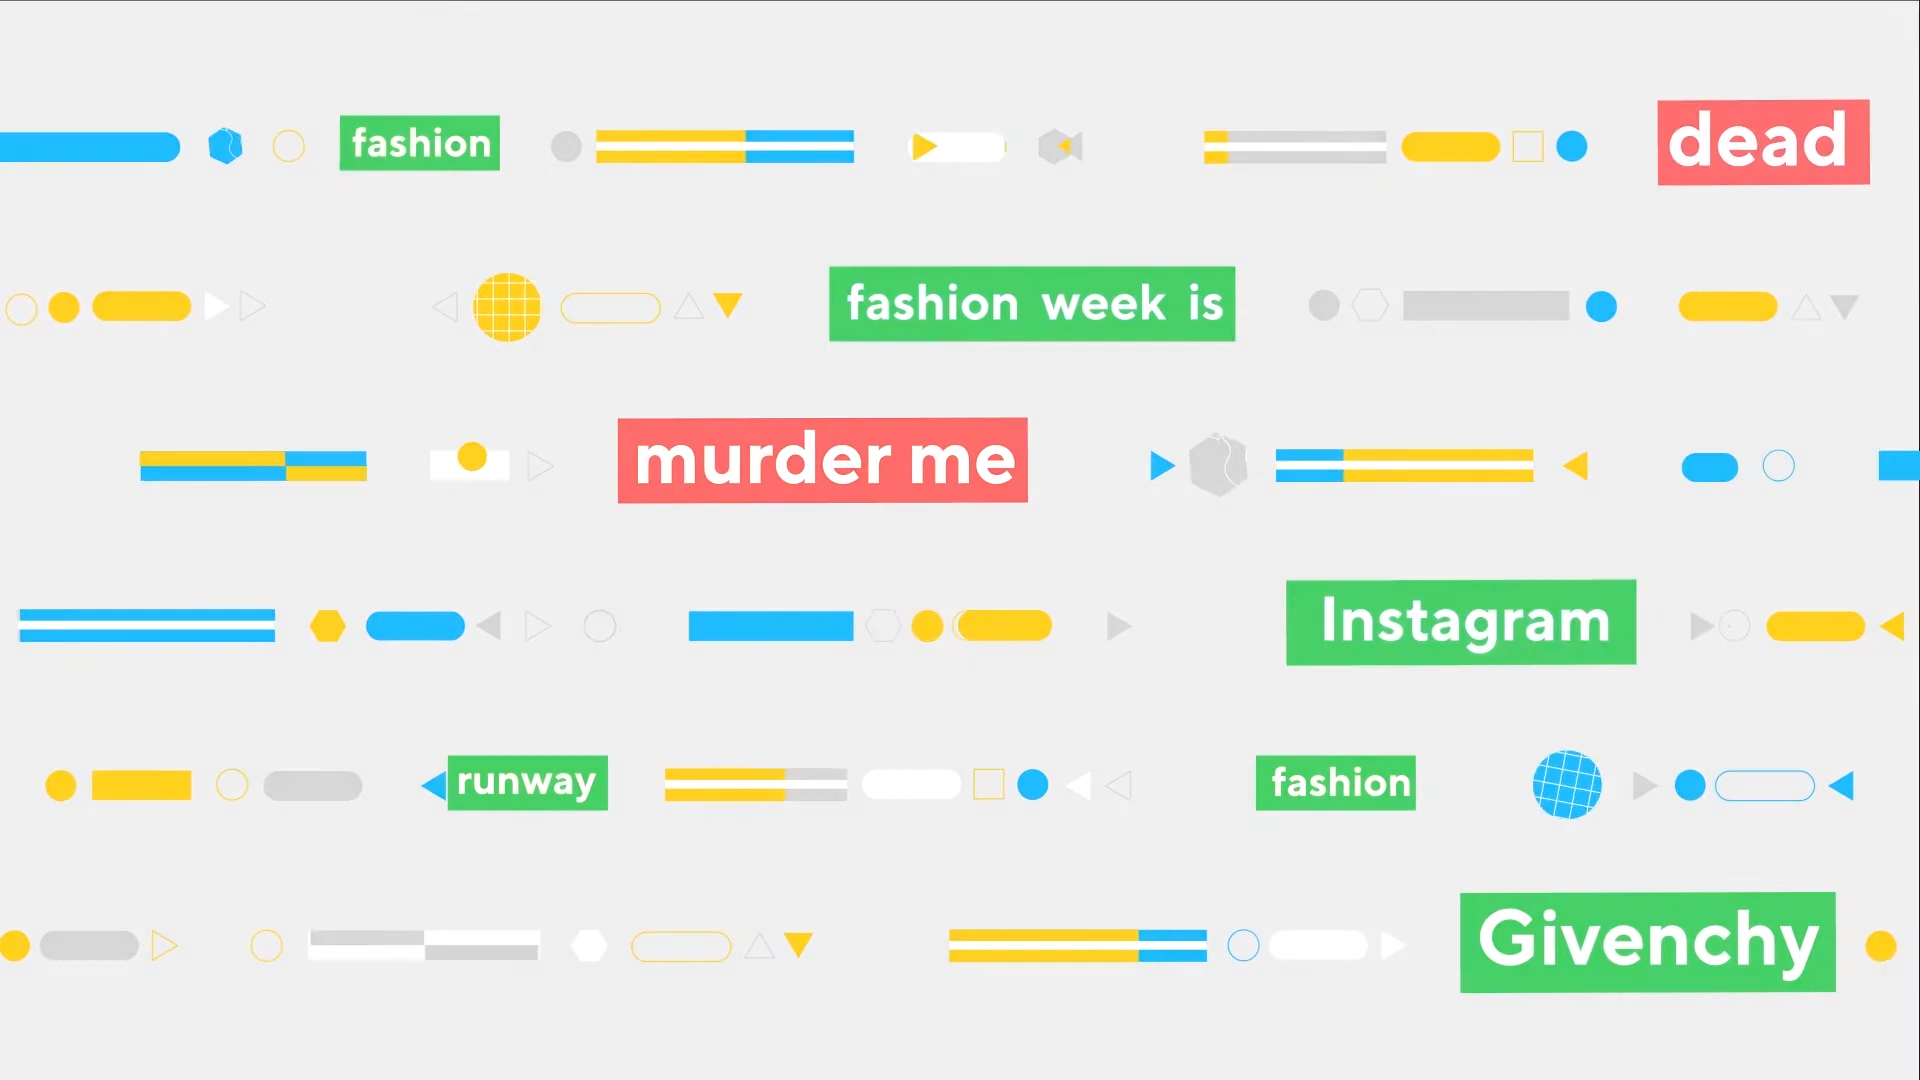 fashion
dead
fashion week is
murder me
Instagram
runway
fashion
Givenchy